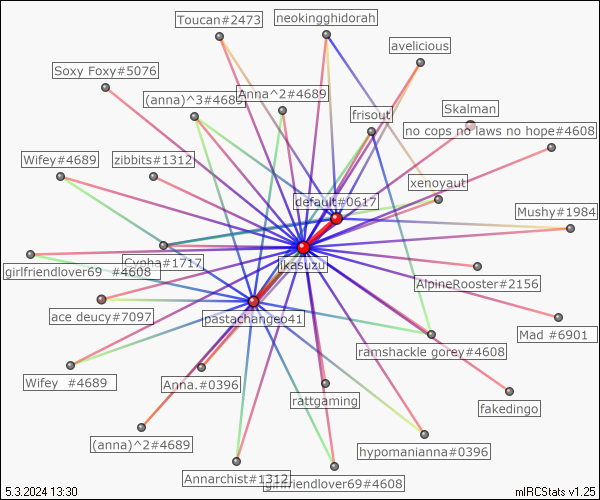 Toucan#2473
neokingghidorah
avelicious
Soxy Foxy#5076
(anna)^3#4689
Anna^2#4689
frisout
Skalman
no cops no laws no hope#4608
Wifey#4689
zibbits#1312
xenoyaut
default#0617
Mushy#1984
Cypha#1717
girlfriendlover69 #4608
ikasuzu
AlpineRooster#2156
ace deucy#7097
pastachangeo41
Mad #6901
ramshackle gorey#4608
Wifey #4689
Anna.#0396
rattgaming
fakedingo
(anna)^2#4689
hypomanianna#0396
Annarchist#1312
girlfriendlover69#4608
5.3.2024 13:30
mIRCStats v1.25